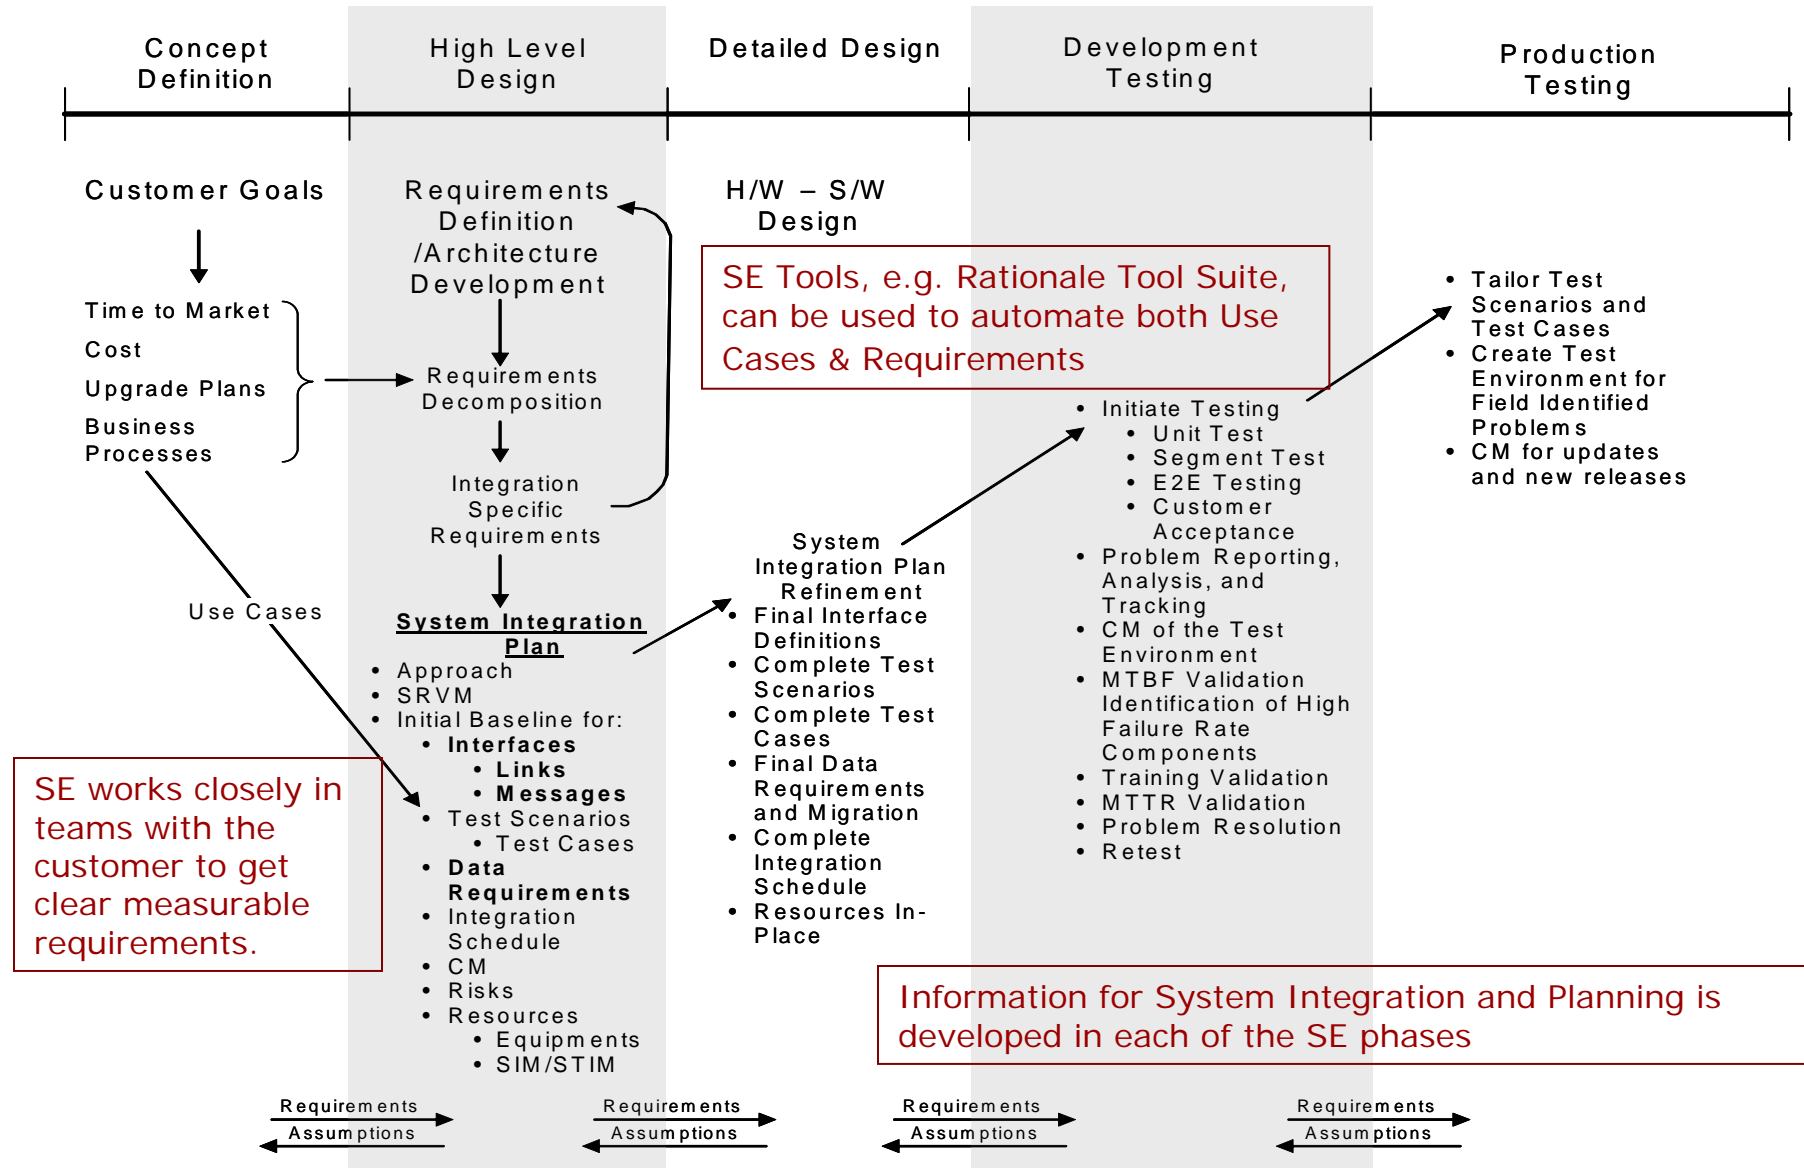 Concept
Definition
High Level
Design
Detailed Design
Development
Testing
Production
Testing
Customer Goals
Time to Market
Cost
Upgrade Plans
Business
Processes
Use Cases
SE works closely in
teams with the
customer to get
clear measurable
requirements.
Requirements
Definition
/Architecture
Development
Requirements
Decomposition
Integration
Specific
Requirements
System Integration
Plan
• Approach
• SRVM
• Initial Baseline for:
• Interfaces
• Links
• Messages
• Test Scenarios
• Test Cases
• Data
Requirements
• Integration
Schedule
• CM
• Risks
• Resources
• Equipments
• SIM/STIM
H/W – S/W
Design
SE Tools, e.g. Rationale Tool Suite,
can be used to automate both Use
Cases & Requirements
System
Integration Plan
Refinement
• Final Interface
Definitions
• Complete Test
Scenarios
• Complete Test
Cases
• Final Data
Requirements
and Migration
• Complete
Integration
Schedule
• Resources In-
Place
• Initiate Testing
• Unit Test
• Segment Test
• E2E Testing
• Customer
Acceptance
• Problem Reporting,
Analysis, and
Tracking
• CM of the Test
Environment
• MTBF Validation
Identification of High
Failure Rate
Components
• Training Validation
• MTTR Validation
• Problem Resolution
• Retest
• Tailor Test
Scenarios and
Test Cases
• Create Test
Environment for
Field Identified
Problems
• CM for updates
and new releases
Information for System Integration and Planning is
developed in each of the SE phases
Requirements
Assumptions
Requirements
Assumptions
Requirements
Assumptions
Requirements
Assumptions